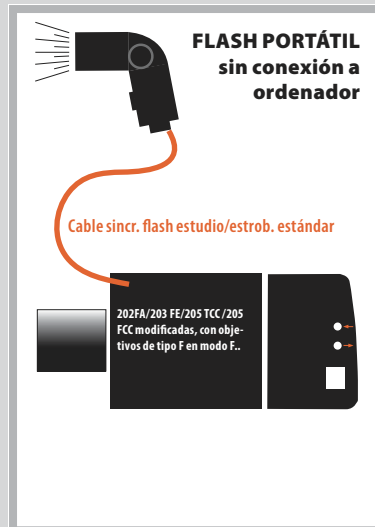 FLASH PORTÁTIL
sin conexión a
ordenador
Cable sincr. flash estudio/estrob. estándar
202FA/203 FE/205 TCC /205
FCC modificadas, con obje-
tivos de tipo F en modo F..